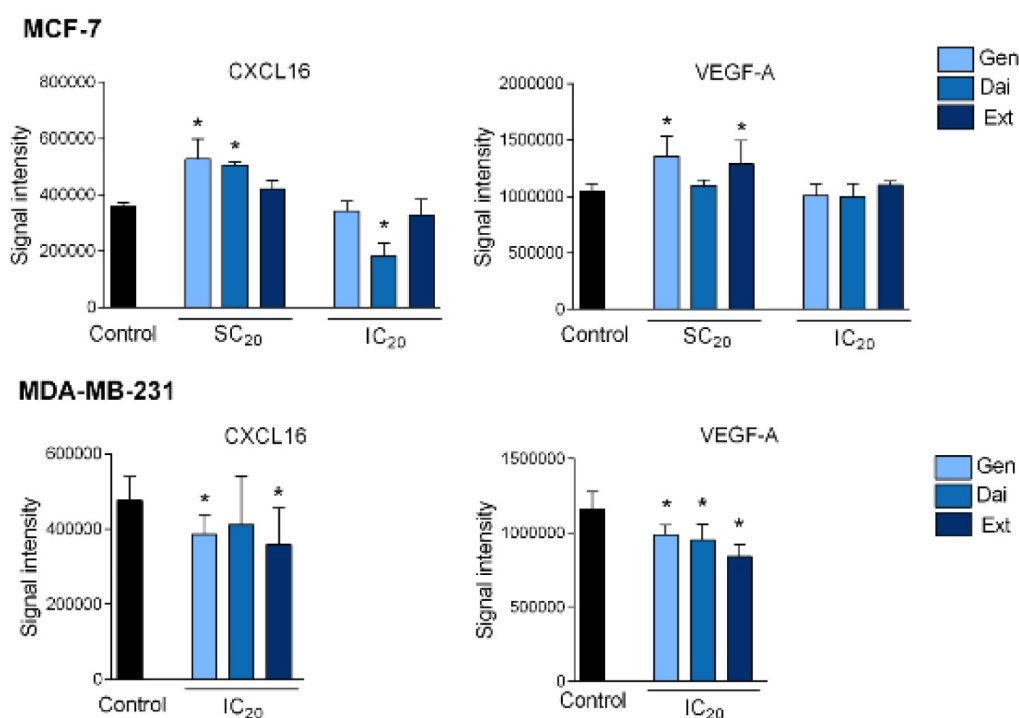 MCF-7
CXCL16
Signal intensity
800000
600000
400000
200000
0
* * *
Control SC20 IC20
VEGF-A
Signal intensity
2000000
1500000
1000000
500000
0
* *
Control SC20 IC20
Gen
Dai
Ext
MDA-MB-231
CXCL16
Signal intensity
600000
400000
200000
0
* *
Control IC20
VEGF-A
Signal intensity
1500000
1000000
500000
0
* * *
Control IC20
Gen
Dai
Ext